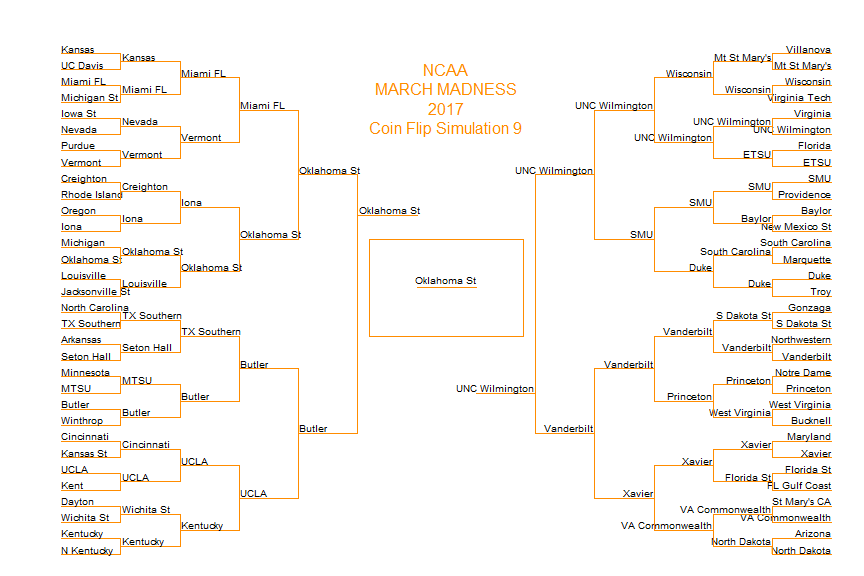 NCAA
MARCH MADNESS
2017
Coin Flip Simulation 9
Kansas
UC Davis
Miami FL
Michigan St
Iowa St
Nevada
Purdue
Vermont
Creighton
Rhode Island
Oregon
Iona
Michigan
Oklahoma St
Louisville
Jacksonville St
North Carolina
TX Southern
Arkansas
Seton Hall
Minnesota
MTSU
Butler
Winthrop
Cincinnati
Kansas St
UCLA
Kent
Dayton
Wichita St
Kentucky
N Kentucky
Kansas
Miami FL
Nevada
Vermont
Creighton
Iona
Oklahoma St
Louisville
TX Southern
Seton Hall
MTSU
Butler
Cincinnati
UCLA
Wichita St
Kentucky
Miami FL
Vermont
Iona
Oklahoma St
TX Southern
Butler
UCLA
Kentucky
Miami FL
Oklahoma St
Butler
UCLA
Oklahoma St
Butler
Oklahoma St
Oklahoma St
UNC Wilmington
UNC Wilmington
Vanderbilt
UNC Wilmington
SMU
Vanderbilt
Xavier
Wisconsin
UNC Wilmington
SMU
Duke
Vanderbilt
Princeton
Xavier
VA Commonwealth
Mt St Mary's
Wisconsin
UNC Wilmington
ETSU
SMU
Baylor
South Carolina
Duke
S Dakota St
Vanderbilt
Princeton
West Virginia
Xavier
Florida St
VA Commonwealth
North Dakota
Villanova
Mt St Mary's
Wisconsin
Virginia Tech
Virginia
UNC Wilmington
Florida
ETSU
SMU
Providence
Baylor
New Mexico St
South Carolina
Marquette
Duke
Troy
Gonzaga
S Dakota St
Northwestern
Vanderbilt
Notre Dame
Princeton
West Virginia
Bucknell
Maryland
Xavier
Florida St
FL Gulf Coast
St Mary's CA
VA Commonwealth
Arizona
North Dakota